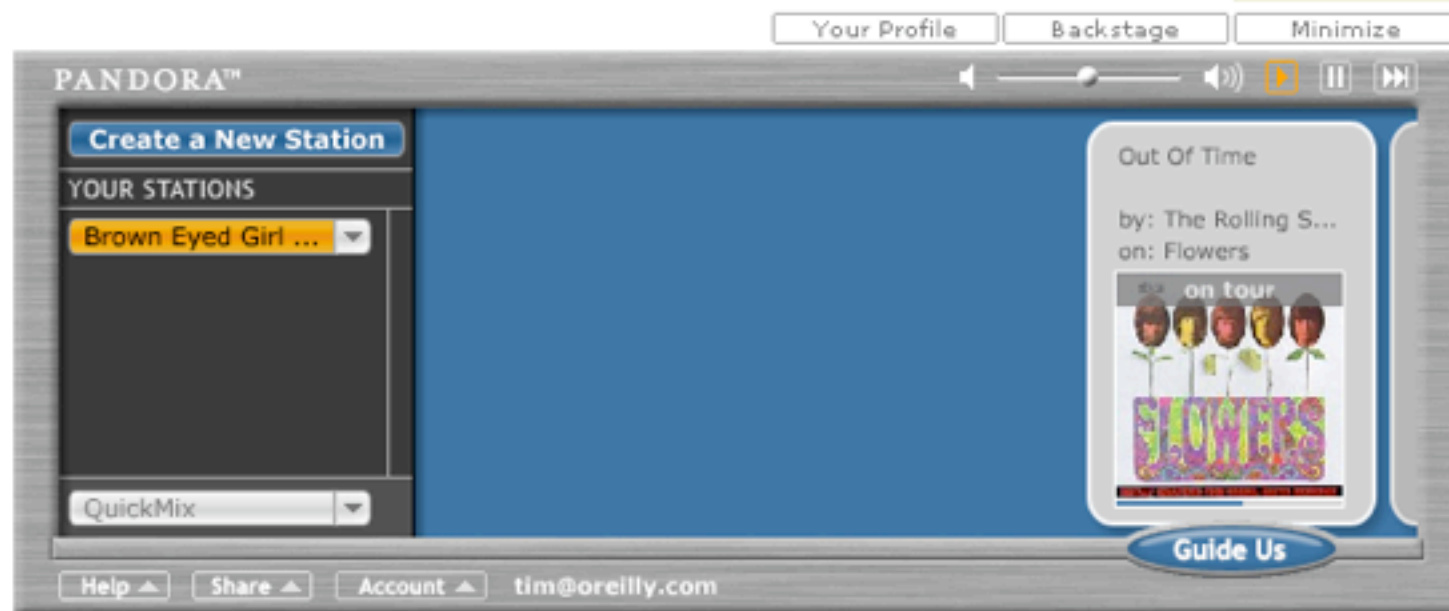 Your Profile Backstage Minimize
PANDORA™
Create a New Station
YOUR STATIONS
Brown Eyed Girl ...
QuickMix
Out Of Time
by: The Rolling S...
on: Flowers
on tour
FLOWERS
Guide Us
Help Share Account tim@oreilly.com